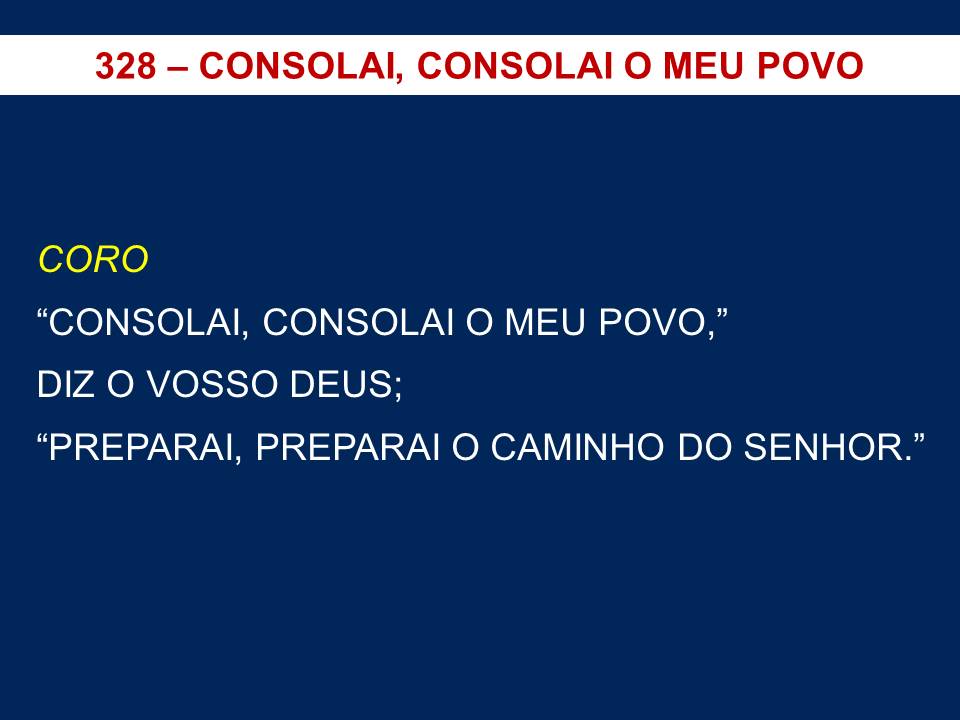 328 – CONSOLAI, CONSOLAI O MEU POVO
CORO
“CONSOLAI, CONSOLAI O MEU POVO,”
DIZ O VOSSO DEUS;
“PREPARAI, PREPARAI O CAMINHO DO SENHOR.”